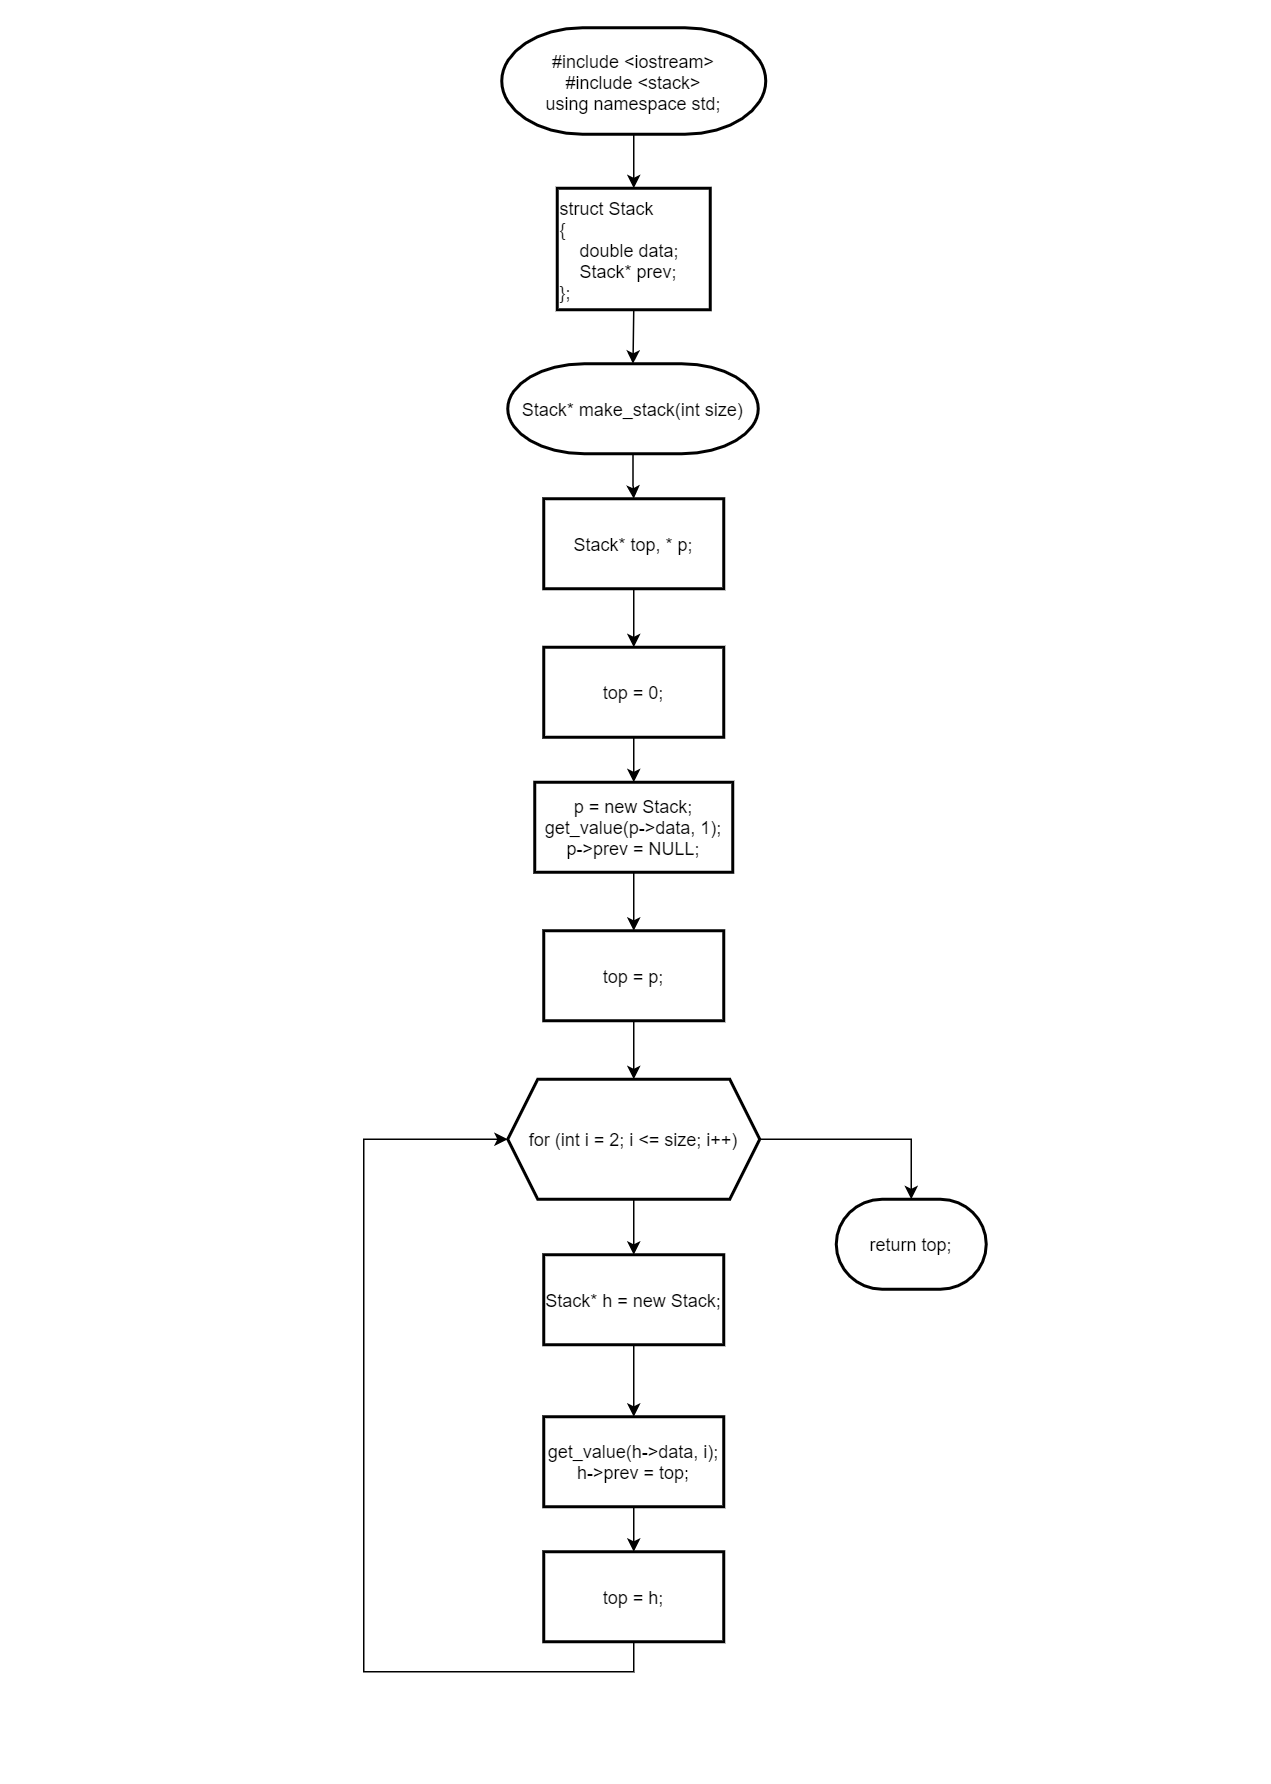 #include <iostream>
#include <stack>
using namespace std;
struct Stack
{
double data;
Stack* prev;
};
Stack* make_stack(int size)
Stack* top, * p;
top = 0;
p = new Stack;
get_value(p->data, 1);
p->prev = NULL;
top = p;
for (int i = 2; i <= size; i++)
return top;
Stack* h = new Stack;
get_value(h->data, i);
h->prev = top;
top = h;